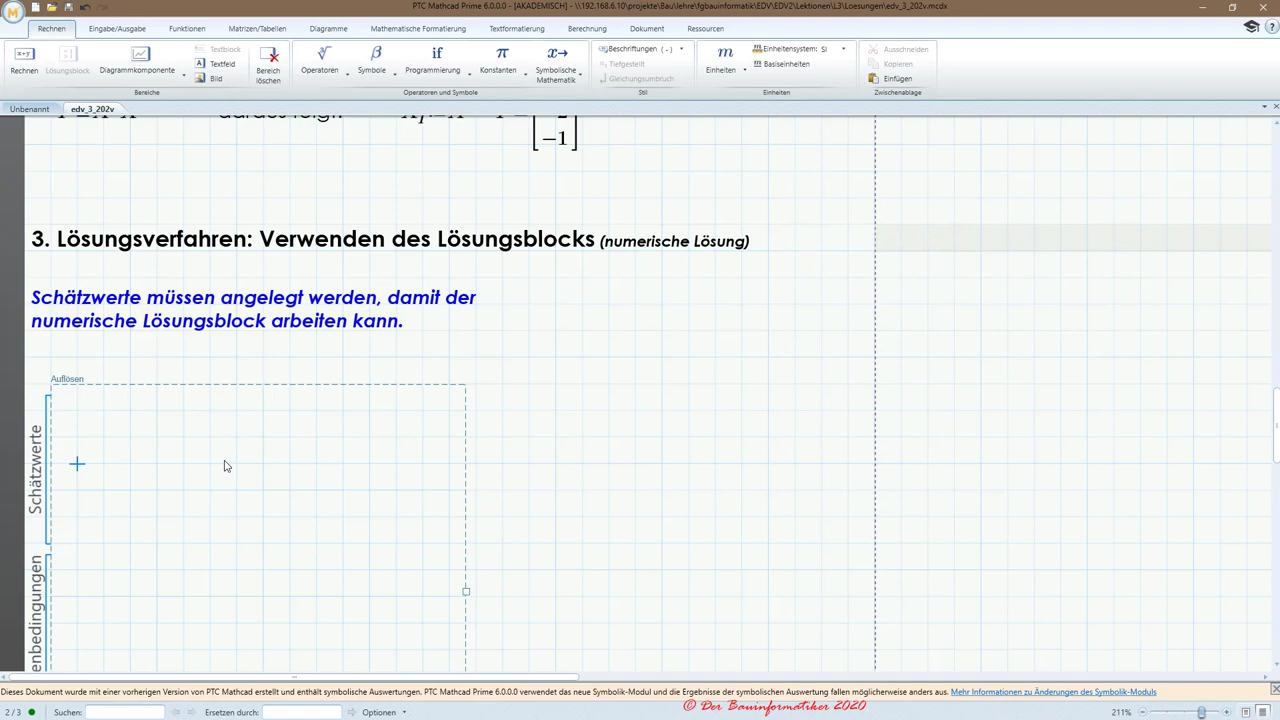 PTC Mathcad Prime 6.0.0.0 - [AKADEMISCH] - \\192.168.6.10\projekte\Bau\lehre\fgbauinformatik\EDV\EDV2\Lektionen\L3\Loesungen\edv_3_202v.mcdx
Rechnen Eingabe/Ausgabe Funktionen Matrizen/Tabellen Diagramme Mathematische Formatierung Textformatierung Berechnung Dokument Ressourcen
Rechnen Lösungsblock Diagrammkomponente Textblock Textfeld Bild Bereich löschen
Operatoren Symbole Programmierung Konstanten Symbolische Mathematik
Beschriftungen ( - ) Tiefgestellt Gleichungsumbruch
Einheiten Einheitensystem: SI Basiseinheiten
Ausschneiden Kopieren Einfügen
Bereiche Operatoren und Symbole Stil Einheiten Zwischenablage
Unbenannt edv_3_202v
daraus folgt:
−1
3. Lösungsverfahren: Verwenden des Lösungsblocks (numerische Lösung)
Schätzwerte müssen angelegt werden, damit der
numerische Lösungsblock arbeiten kann.
Auflösen
Schätzwerte
enbedingungen
Dieses Dokument wurde mit einer vorherigen Version von PTC Mathcad erstellt und enthält symbolische Auswertungen. PTC Mathcad Prime 6.0.0.0 verwendet das neue Symbolik-Modul und die Ergebnisse der symbolischen Auswertung fallen möglicherweise anders aus. Mehr Informationen zu Änderungen des Symbolik-Moduls
2 / 3 Suchen: Ersetzen durch: Optionen 211%
© Der Bauinformatiker 2020